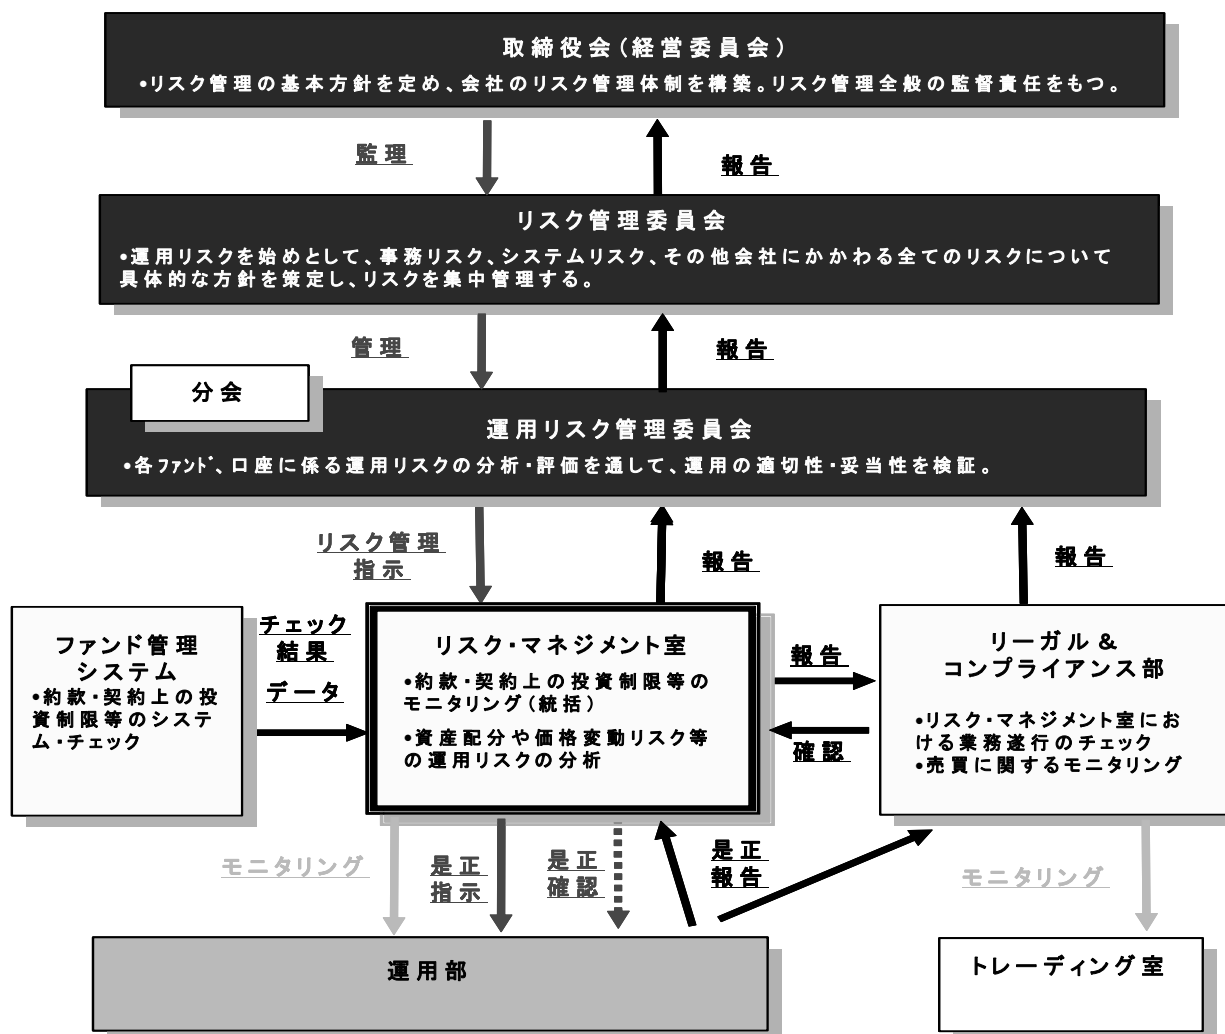 取締役会(経営委員会)
•リスク管理の基本方針を定め、会社のリスク管理体制を構築。リスク管理全般の監督責任をもつ。
監理
報告
リスク管理委員会
•運用リスクを始めとして、事務リスク、システムリスク、その他会社にかかわる全てのリスクについて
具体的な方針を策定し、リスクを集中管理する。
管理
報告
分会
運用リスク管理委員会
•各ファンド、口座に係る運用リスクの分析・評価を通して、運用の適切性・妥当性を検証。
リスク管理
指示
報告
報告
ファンド管理
システム
•約款・契約上の投
資制限等のシステ
ム・チェック
チェック
結果
データ
リスク・マネジメント室
•約款・契約上の投資制限等の
モニタリング(統括)
•資産配分や価格変動リスク等
の運用リスクの分析
報告
確認
リーガル&
コンプライアンス部
•リスク・マネジメント室にお
ける業務遂行のチェック
•売買に関するモニタリング
モニタリング
是正
指示
是正
確認
是正
報告
モニタリング
運用部
トレーディング室